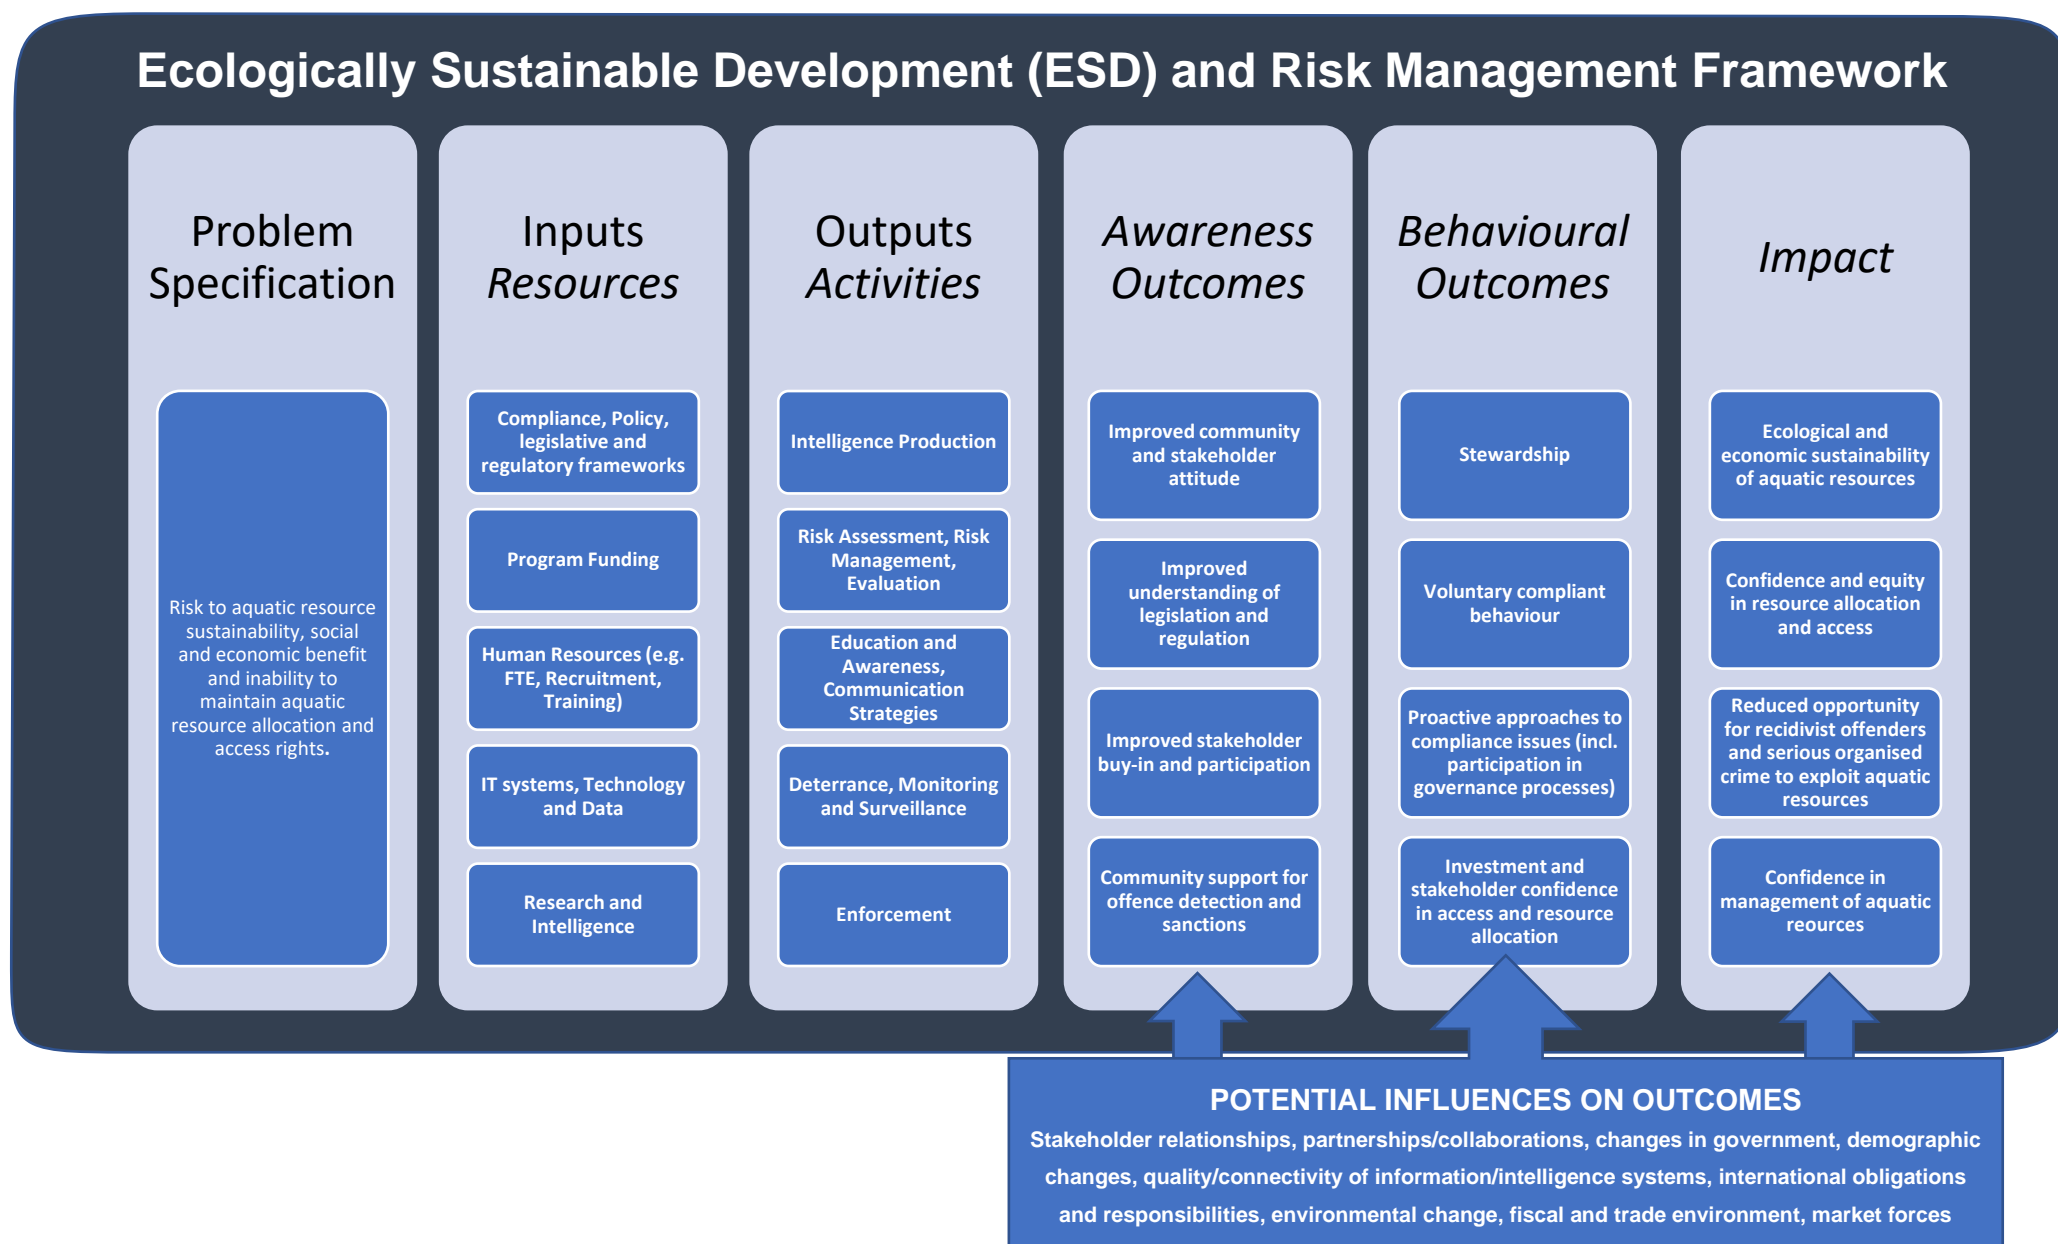 Ecologically Sustainable Development (ESD) and Risk Management Framework
Problem
Specification
Risk to aquatic resource
sustainability, social
and economic benefit
and inability to
maintain aquatic
resource allocation and
access rights.
Inputs
Resources
Compliance, Policy,
legislative and
regulatory frameworks
Program Funding
Human Resources (e.g.
FTE, Recruitment,
Training)
IT systems, Technology
and Data
Research and
Intelligence
Outputs
Activities
Intelligence Production
Risk Assessment, Risk
Management,
Evaluation
Education and
Awareness,
Communication
Strategies
Deterrance, Monitoring
and Surveillance
Enforcement
Awareness
Outcomes
Improved community
and stakeholder
attitude
Improved
understanding of
legislation and
regulation
Improved stakeholder
buy-in and participation
Community support for
offence detection and
sanctions
Behavioural
Outcomes
Stewardship
Voluntary compliant
behaviour
Proactive approaches to
compliance issues (incl.
participation in
governance processes)
Investment and
stakeholder confidence
in access and resource
allocation
Impact
Ecological and
economic sustainability
of aquatic resources
Confidence and equity
in resource allocation
and access
Reduced opportunity
for recidivist offenders
and serious organised
crime to exploit aquatic
resources
Confidence in
management of aquatic
reources
POTENTIAL INFLUENCES ON OUTCOMES
Stakeholder relationships, partnerships/collaborations, changes in government, demographic
changes, quality/connectivity of information/intelligence systems, international obligations
and responsibilities, environmental change, fiscal and trade environment, market forces